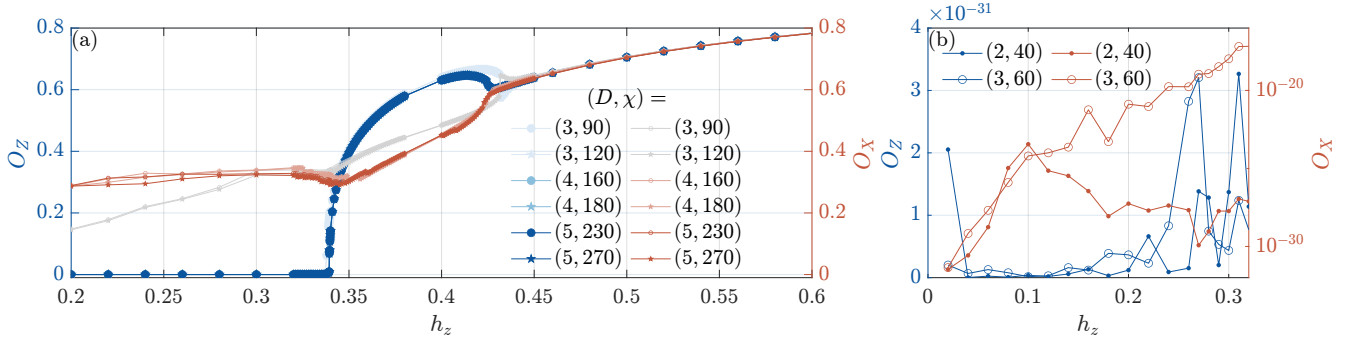 (a)
0.8
0.6
0.4
0.2
0
O_Z
0.8
0.6
0.4
0.2
0
O_X
(D, χ) =
(3, 90) (3, 90)
(3, 120) (3, 120)
(4, 160) (4, 160)
(4, 180) (4, 180)
(5, 230) (5, 230)
(5, 270) (5, 270)
0.2 0.25 0.3 0.35 0.4 0.45 0.5 0.55 0.6
h_z
×10^-31
(b)
4
3
2
1
0
O_Z
(2, 40) (2, 40)
(3, 60) (3, 60)
10^-20
10^-30
O_X
0 0.1 0.2 0.3
h_z